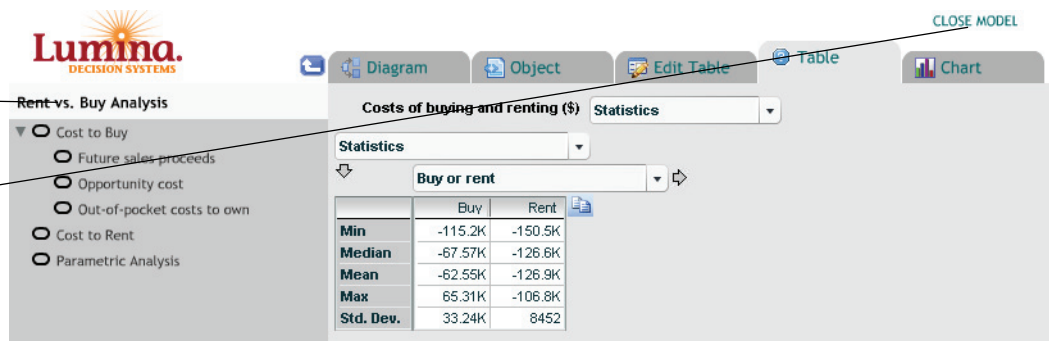 CLOSE MODEL
Lumina.
DECISION SYSTEMS
Diagram
Object
Edit Table
Table
Chart
Rent vs. Buy Analysis
Cost to Buy
Future sales proceeds
Opportunity cost
Out-of-pocket costs to own
Cost to Rent
Parametric Analysis
Costs of buying and renting ($) Statistics
Statistics
Buy or rent
Buy Rent
Min -115.2K -150.5K
Median -67.57K -126.6K
Mean -62.55K -126.9K
Max 65.31K -106.8K
Std. Dev. 33.24K 8452